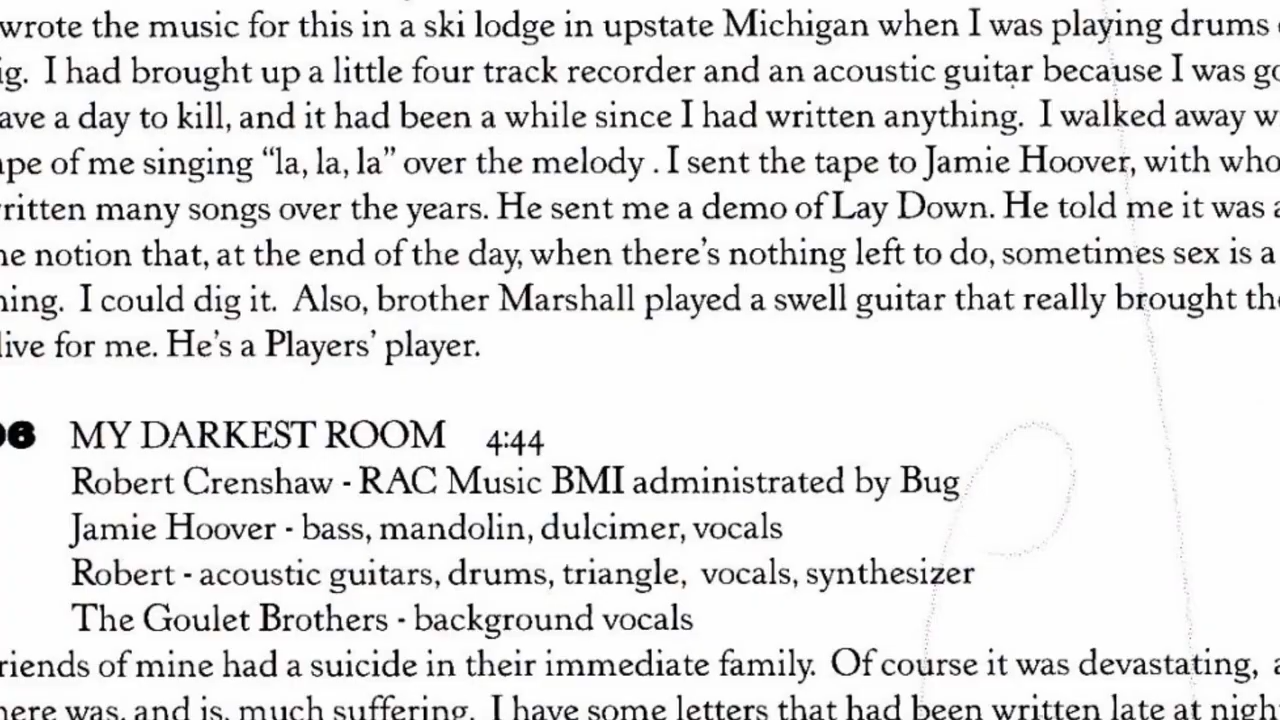 wrote the music for this in a ski lodge in upstate Michigan when I was playing drums
ig. I had brought up a little four track recorder and an acoustic guitar because I was go
ave a day to kill, and it had been a while since I had written anything. I walked away w
ape of me singing “la, la, la” over the melody . I sent the tape to Jamie Hoover, with who
ritten many songs over the years. He sent me a demo of Lay Down. He told me it was a
he notion that, at the end of the day, when there's nothing left to do, sometimes sex is a
hing. I could dig it. Also, brother Marshall played a swell guitar that really brought the
live for me. He's a Players' player.
06 MY DARKEST ROOM 4:44
Robert Crenshaw - RAC Music BMI administrated by Bug
Jamie Hoover - bass, mandolin, dulcimer, vocals
Robert - acoustic guitars, drums, triangle, vocals, synthesizer
The Goulet Brothers - background vocals
riends of mine had a suicide in their immediate family. Of course it was devastating, a
here was, and is, much suffering. I have some letters that had been written late at nigh